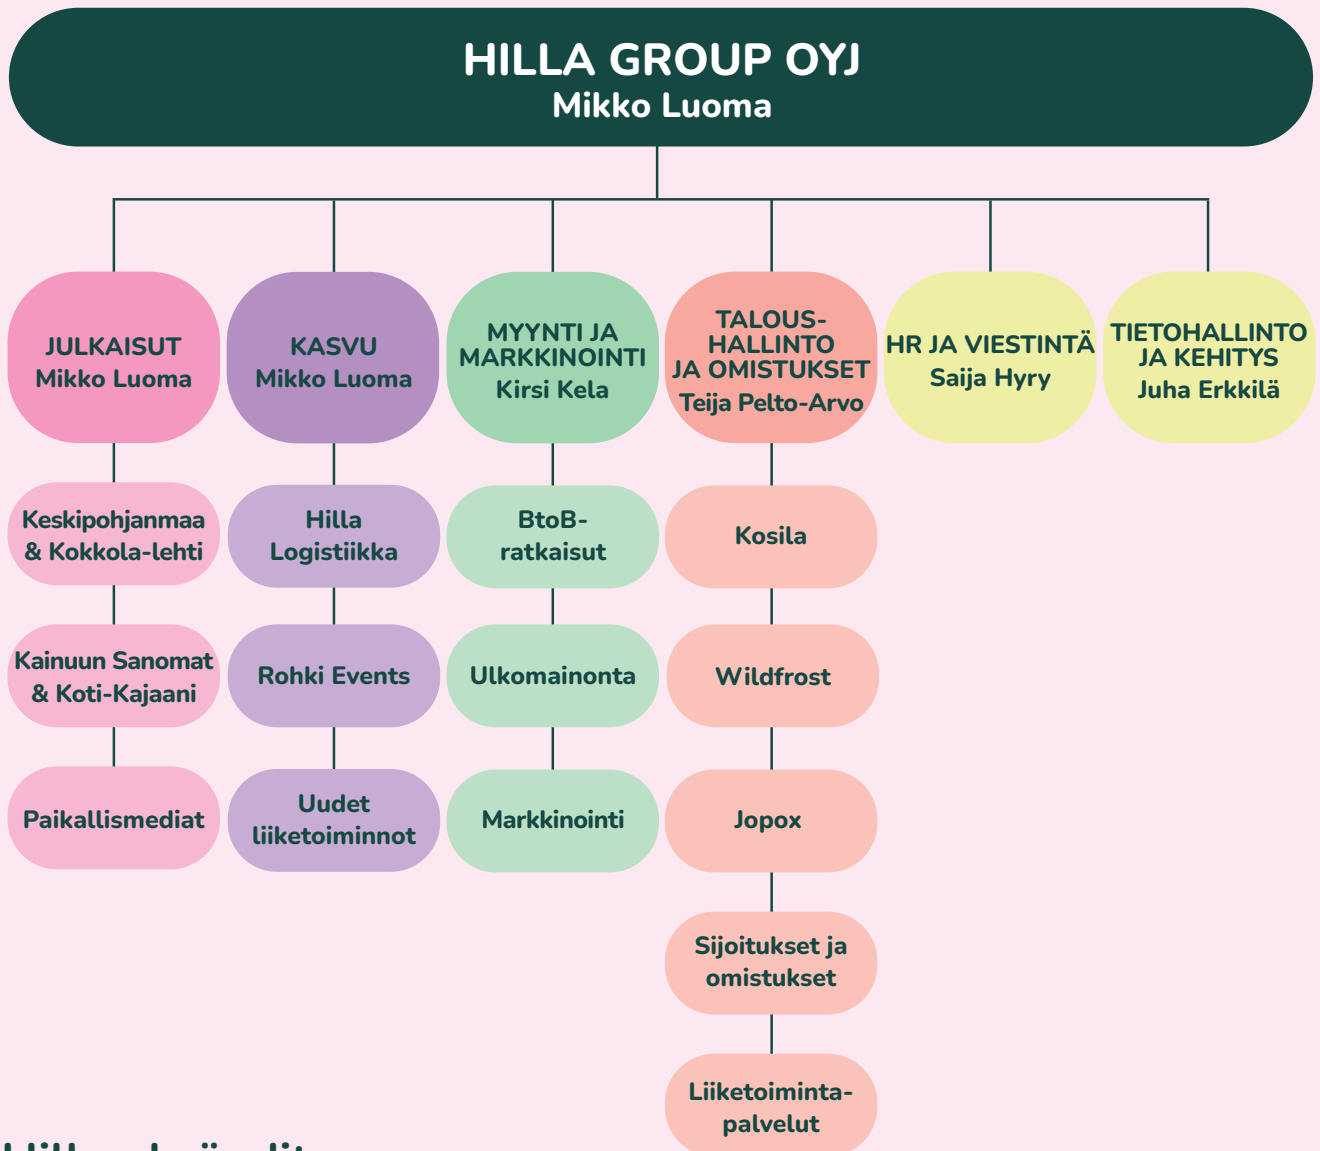 HILLA GROUP OYJ
Mikko Luoma
JULKAISUT
Mikko Luoma
Keskipohjanmaa
& Kokkola-lehti
Kainuun Sanomat
& Koti-Kajaani
Paikallismediat
KASVU
Mikko Luoma
Hilla
Logistiikka
Rohki Events
Uudet
liiketoiminnot
MYYNTI JA
MARKKINOINTI
Kirsi Kela
BtoB-
ratkaisut
Ulkomainonta
Markkinointi
TALOUS-
HALLINTO
JA OMISTUKSET
Teija Pelto-Arvo
Kosila
Wildfrost
Jopox
Sijoitukset ja
omistukset
Liiketoiminta-
palvelut
HR JA VIESTINTÄ
Saija Hyry
TIETOHALLINTO
JA KEHITYS
Juha Erkkilä